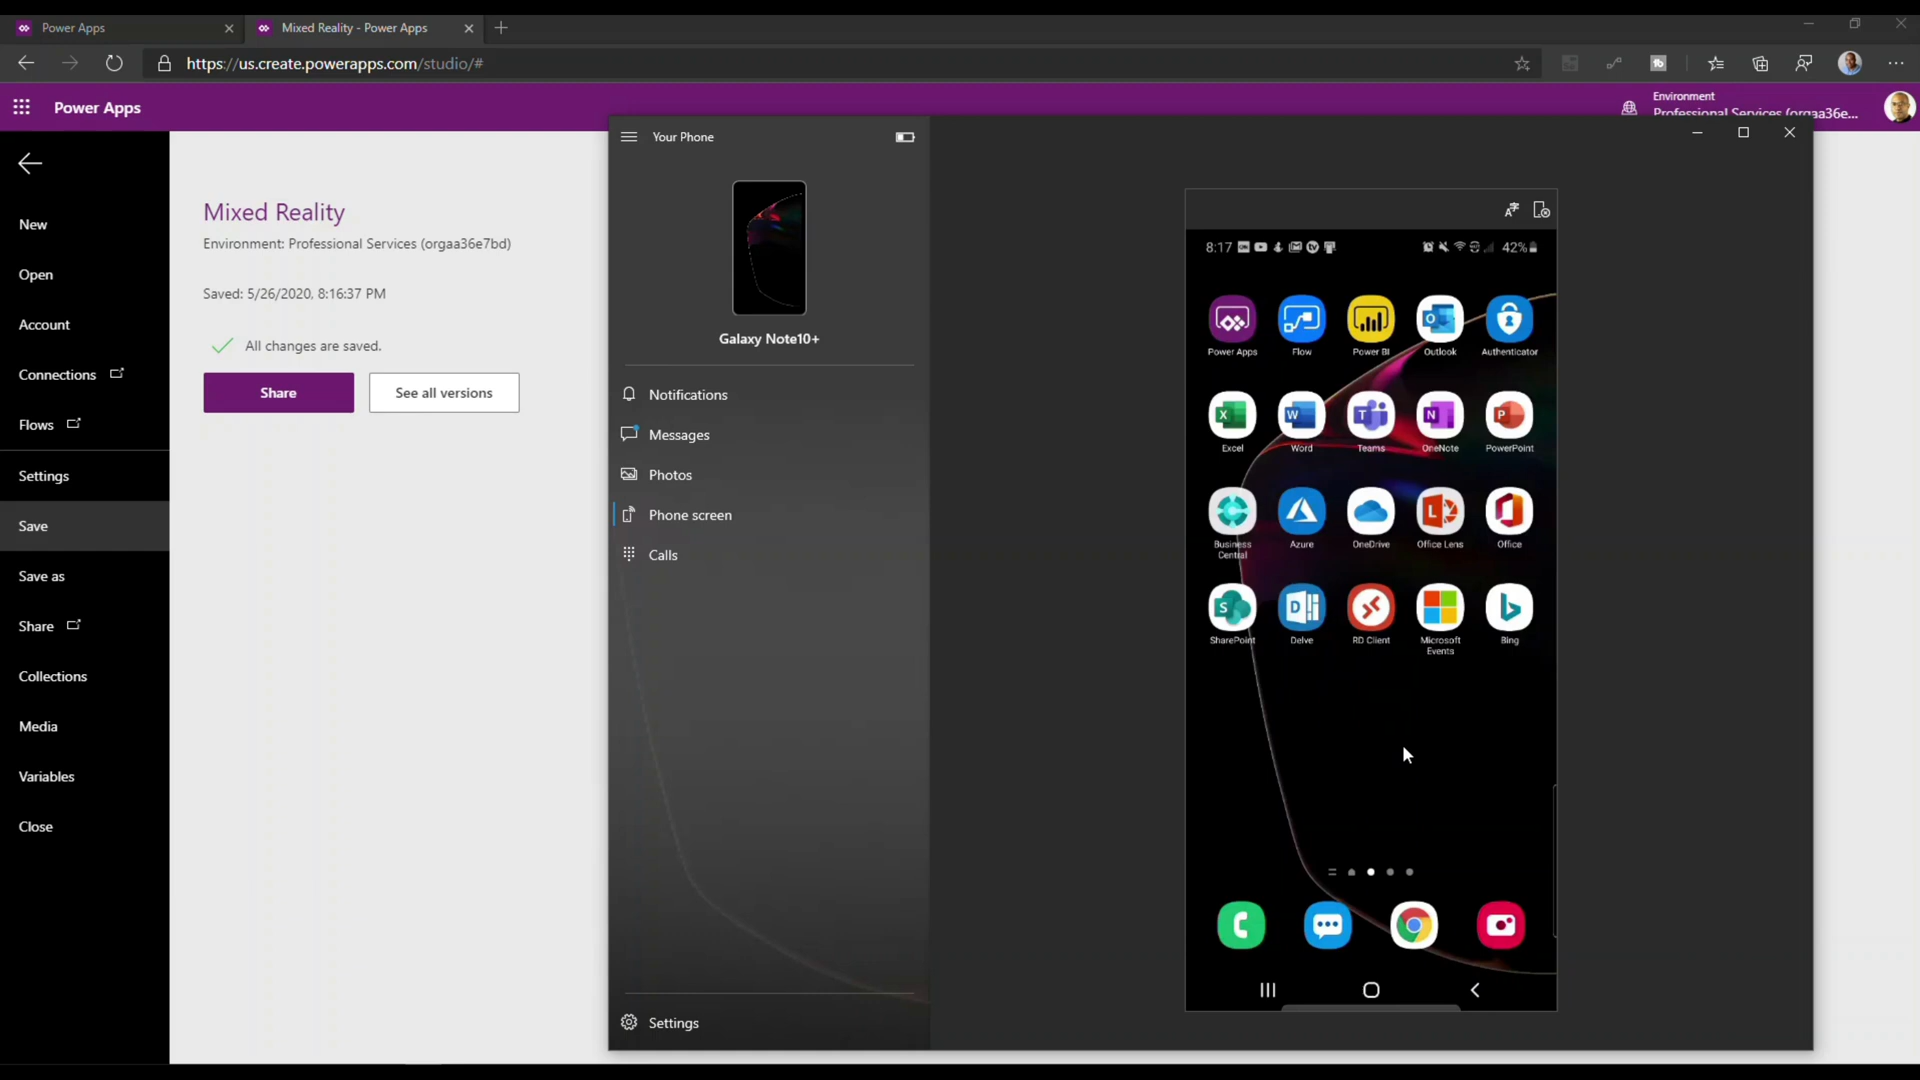 Power Apps
Mixed Reality - Power Apps
https://us.create.powerapps.com/studio/#
Power Apps
Environment
Professional Services (orgaa36e...
New
Open
Account
Connections
Flows
Settings
Save
Save as
Share
Collections
Media
Variables
Close
Mixed Reality
Environment: Professional Services (orgaa36e7bd)
Saved: 5/26/2020, 8:16:37 PM
All changes are saved.
Share
See all versions
Your Phone
Galaxy Note10+
Notifications
Messages
Photos
Phone screen
Calls
Settings
8:17
42%
Power Apps
Flow
Power BI
Outlook
Authenticator
Excel
Word
Teams
OneNote
PowerPoint
Business
Central
Azure
OneDrive
Office Lens
Office
SharePoint
Delve
RD Client
Microsoft
Events
Bing